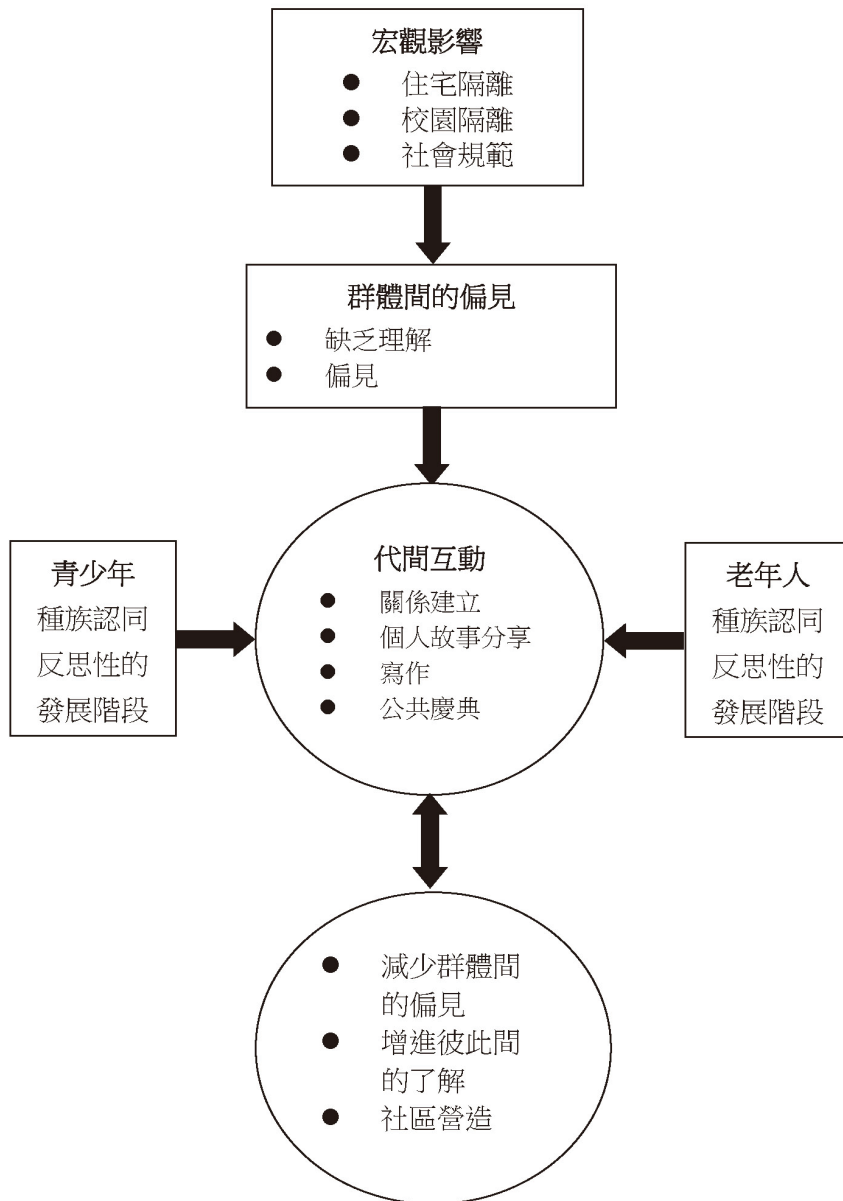 宏觀影響
● 住宅隔離
● 校園隔離
● 社會規範
群體間的偏見
● 缺乏理解
● 偏見
代間互動
● 關係建立
● 個人故事分享
● 寫作
● 公共慶典
青少年
種族認同
反思性的
發展階段
老年人
種族認同
反思性的
發展階段
● 減少群體間
的偏見
● 增進彼此間
的了解
● 社區營造